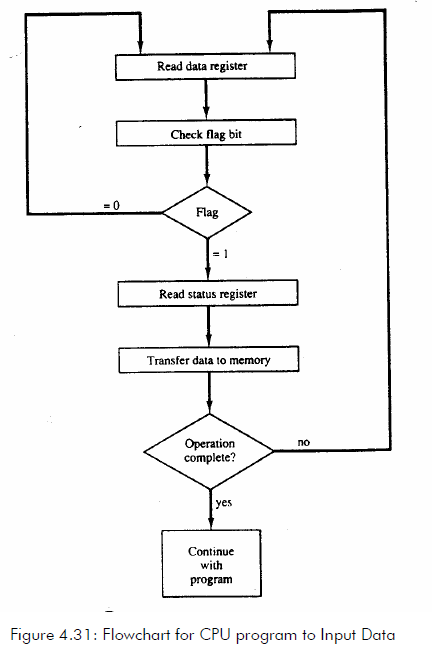 Read data register
Check flag bit
= 0
Flag
= 1
Read status register
Transfer data to memory
Operation
complete?
no
yes
Continue
with
program
Figure 4.31: Flowchart for CPU program to Input Data